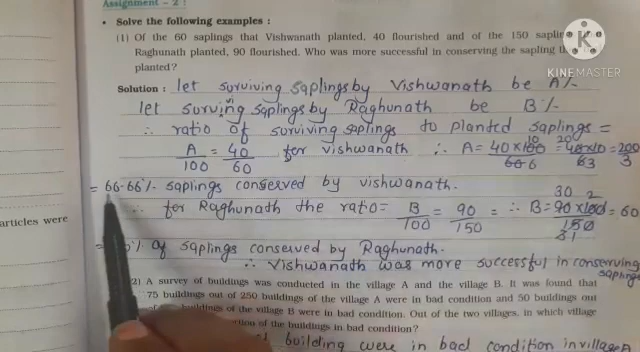 Assignment - 2 !
• Solve the following examples :
(1) Of the 60 saplings that Vishwanath planted, 40 flourished and of the 150
Raghunath planted, 90 flourished. Who was more successful in conserving the sapling
planted?
KINEMASTER
Solution : let surviving saplings by Vishwanath be A%
let surving saplings by Raghunath be B%
∴ ratio of surviving saplings to planted saplings =
A/100 = 40/60 for vishwanath ∴ A = 40×100/60 = 200/3
= 66.66% saplings conserved by vishwanath.
∴ for Raghunath the ratio = B/100 = 90/150 = ∴ B = 90×100/150 = 60
articles were
% of saplings conserved by Raghunath.
∴ Vishwanath was more successful in conserving
saplings
2) A survey of buildings was conducted in the village A and the village B. It was found that
75 buildings out of 250 buildings of the village A were in bad condition and 50 buildings out
buildings of the village B were in bad condition. Out of the two villages, in which village
of the buildings in bad condition?
building were in bad condition in village A